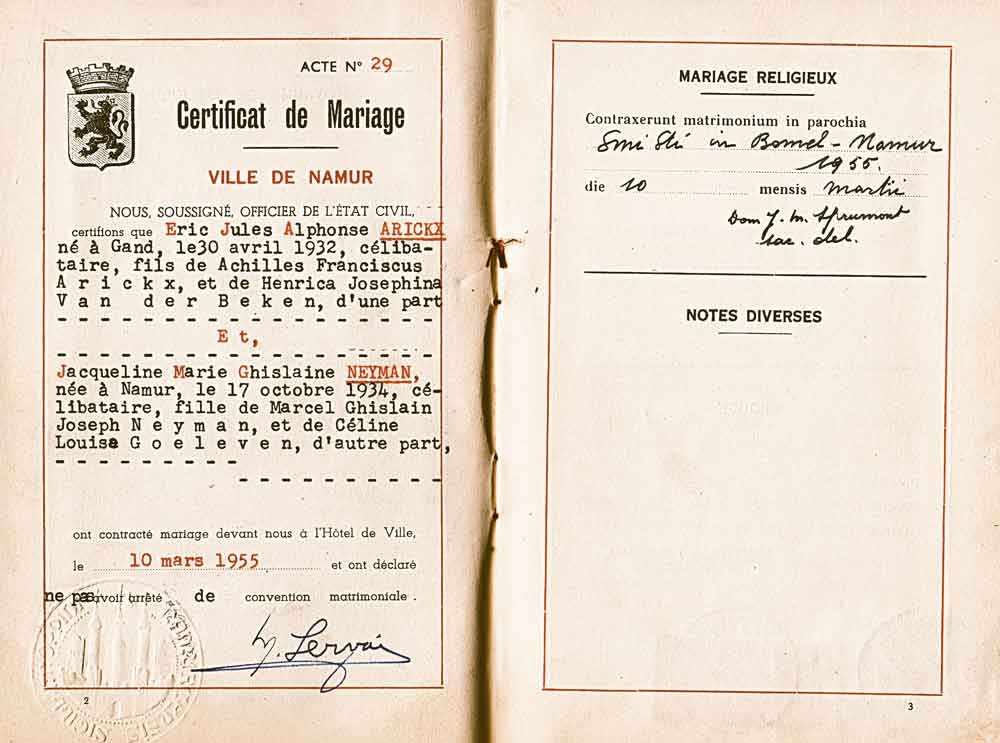 ACTE N° 29
Certificat de Mariage
VILLE DE NAMUR
NOUS, SOUSSIGNÉ, OFFICIER DE L'ÉTAT CIVIL,
certifions que Eric Jules Alphonse ARICKX
né à Gand, le30 avril 1932, céliba-
taire, fils de Achilles Franciscus
A r i c k x, et de Henrica Josephina
V a n  d e r  B e k e n, d'une part
E t,
Jacqueline Marie Ghislaine NEYMAN,
née à Namur, le 17 octobre 1934, cé-
libataire, fille de Marcel Ghislain
Joseph N e y m a n, et de Céline
Louise G o e l e v e n, d'autre part,
ont contracté mariage devant nous à l'Hôtel de Ville,
le 10 mars 1955 et ont déclaré
ne pas avoir arrêté de convention matrimoniale.
2
MARIAGE RELIGIEUX
Contraxerunt matrimonium in parochia
in Bomel - Namur
1955.
die 10 mensis martii
Dom J. M. Sprumont
sac. del.
NOTES DIVERSES
3